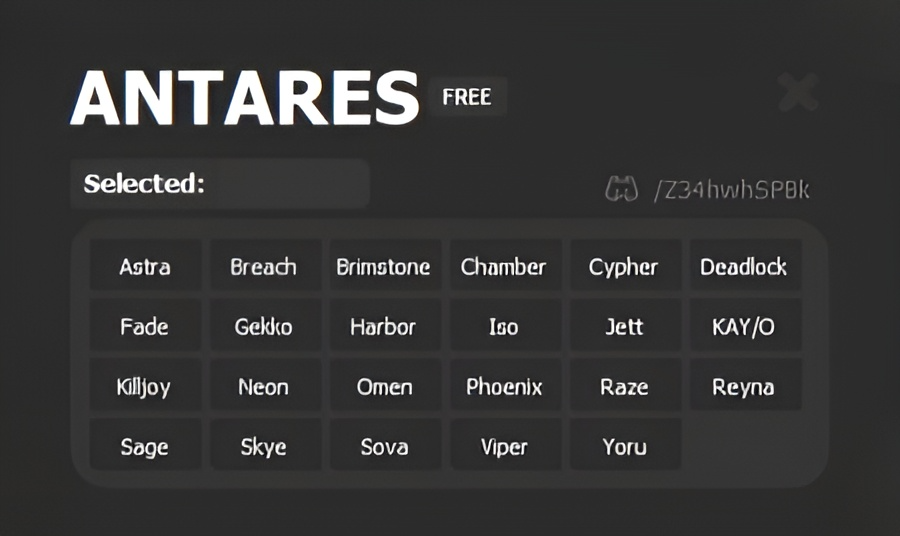 ANTARES FREE
Selected:
/Z34hwhSPBk
Astra Breach Brimstone Chamber Cypher Deadlock
Fade Gekko Harbor Iso Jett KAY/O
Killjoy Neon Omen Phoenix Raze Reyna
Sage Skye Sova Viper Yoru